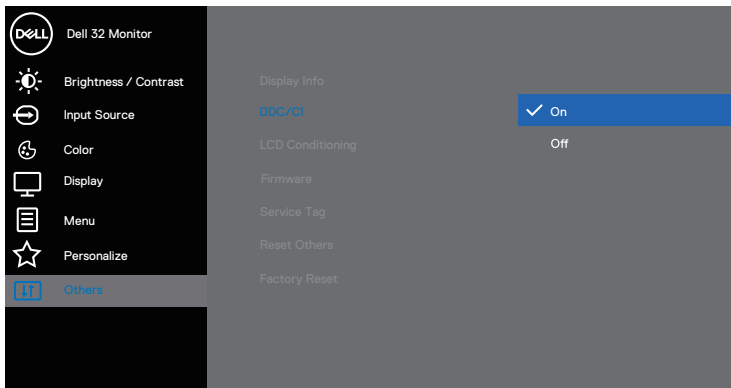 DELL
Dell 32 Monitor
Brightness / Contrast
Input Source
Color
Display
Menu
Personalize
Others
Display Info
DDC/CI
LCD Conditioning
Firmware
Service Tag
Reset Others
Factory Reset
On
Off